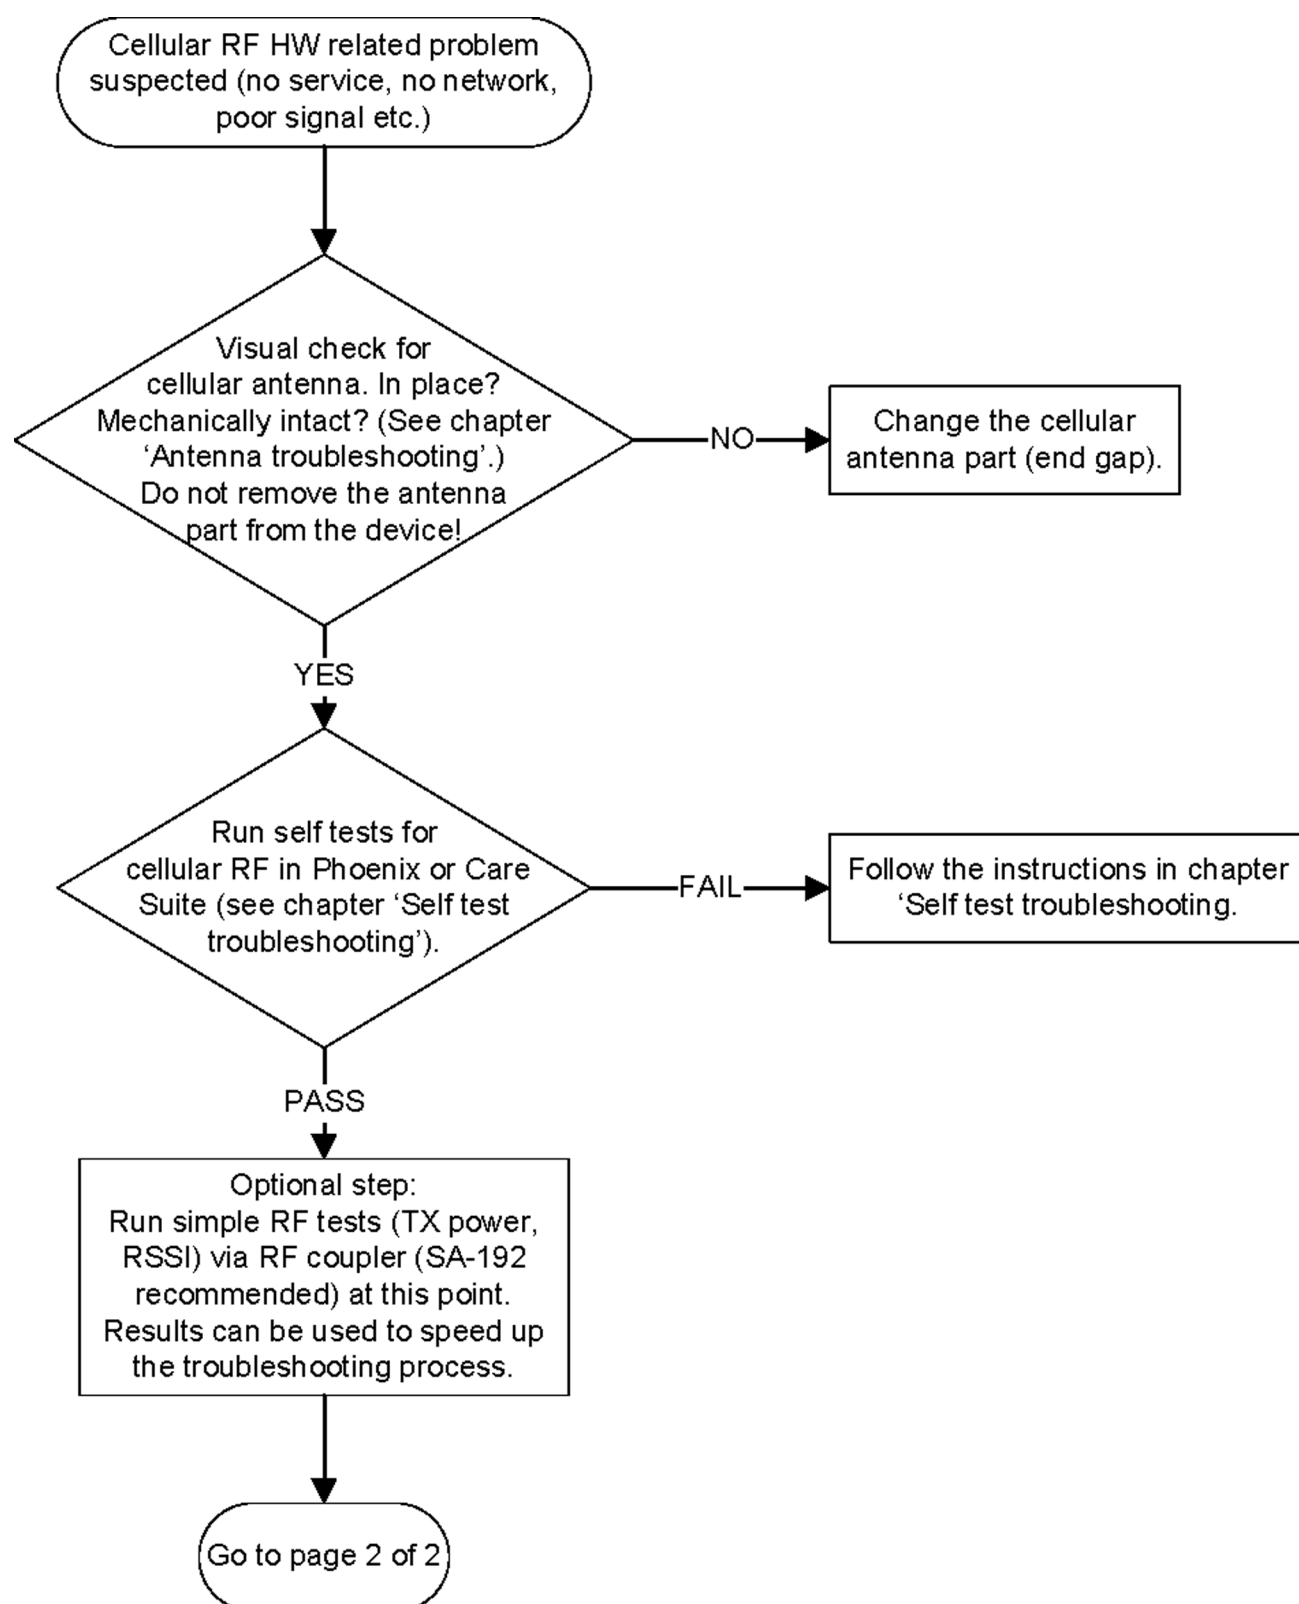 Cellular RF HW related problem
suspected (no service, no network,
poor signal etc.)
Visual check for
cellular antenna. In place?
Mechanically intact? (See chapter
‘Antenna troubleshooting’.)
Do not remove the antenna
part from the device!
NO
Change the cellular
antenna part (end gap).
YES
Run self tests for
cellular RF in Phoenix or Care
Suite (see chapter ‘Self test
troubleshooting’).
FAIL
Follow the instructions in chapter
‘Self test troubleshooting.
PASS
Optional step:
Run simple RF tests (TX power,
RSSI) via RF coupler (SA-192
recommended) at this point.
Results can be used to speed up
the troubleshooting process.
Go to page 2 of 2